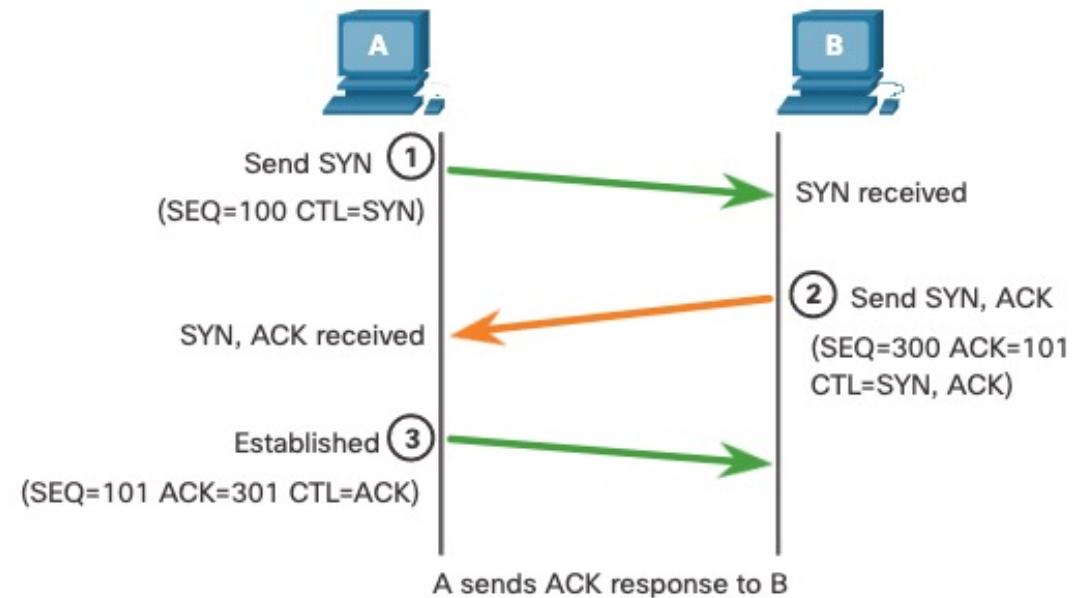 A
B
Send SYN 1
(SEQ=100 CTL=SYN)
SYN received
2 Send SYN, ACK
(SEQ=300 ACK=101
CTL=SYN, ACK)
SYN, ACK received
Established 3
(SEQ=101 ACK=301 CTL=ACK)
A sends ACK response to B